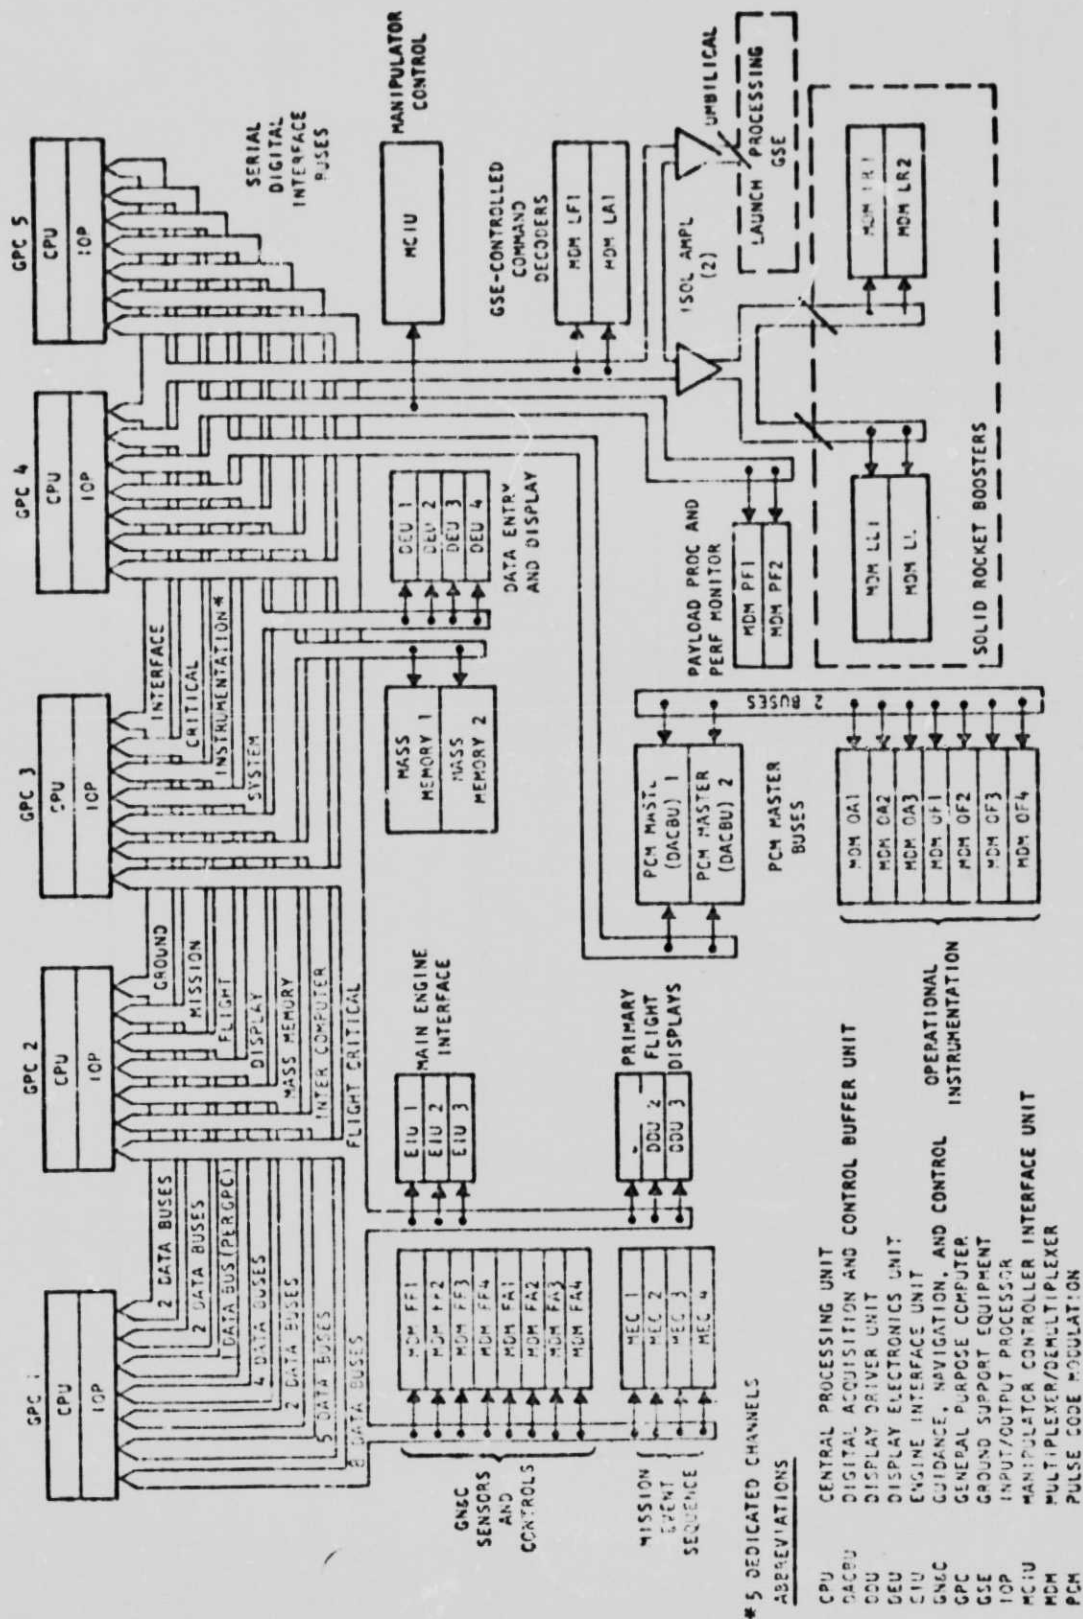 GPC
CPU
IOP
GPC 2
CPU
IOP
GPC 3
CPU
IOP
GPC 4
CPU
IOP
GPC 5
CPU
IOP
2 DATA BUSES
GROUND
INTERFACE
2 DATA BUSES
MISSION
CRITICAL
1 DATA BUS (PER GPC)
FLIGHT
INSTRUMENTATION*
4 DATA BUSES
DISPLAY
SYSTEM
2 DATA BUSES
MASS MEMORY
5 DATA BUSES
INTER COMPUTER
8 DATA BUSES
FLIGHT CRITICAL
SERIAL
DIGITAL
INTERFACE
BUSES
GN&C
SENSORS
AND
CONTROLS
MDM FF1
MDM FF2
MDM FF3
MDM FF4
MDM FA1
MDM FA2
MDM FA3
MDM FA4
MISSION
EVENT
SEQUENCE
MEC 1
MEC 2
MEC 3
MEC 4
EIU 1
EIU 2
EIU 3
MAIN ENGINE
INTERFACE
DDU 2
DDU 3
PRIMARY
FLIGHT
DISPLAYS
MASS
MEMORY 1
MASS
MEMORY 2
DEU 1
DEU 2
DEU 3
DEU 4
DATA ENTRY
AND DISPLAY
MCIU
MANIPULATOR
CONTROL
GSE-CONTROLLED
COMMAND
DECODERS
MDM LF1
MDM LA1
ISOL AMPL
(2)
UMBILICAL
LAUNCH PROCESSING
GSE
PCM MASTE
(DACBU) 1
PCM MASTER
(DACBU) 2
PCM MASTER
BUSES
2 BUSES
PAYLOAD PROC AND
PERF MONITOR
MDM PF1
MDM PF2
MDM LL1
MDM
MDM LR1
MDM LR2
SOLID ROCKET BOOSTERS
MDM OA1
MDM OA2
MDM OA3
MDM OF1
MDM OF2
MDM OF3
MDM OF4
OPERATIONAL
INSTRUMENTATION
* 5 DEDICATED CHANNELS
ABBREVIATIONS
CPU CENTRAL PROCESSING UNIT
DACBU DIGITAL ACQUISITION AND CONTROL BUFFER UNIT
DDU DISPLAY DRIVER UNIT
DEU DISPLAY ELECTRONICS UNIT
EIU ENGINE INTERFACE UNIT
GN&C GUIDANCE, NAVIGATION, AND CONTROL
GPC GENERAL PURPOSE COMPUTER
GSE GROUND SUPPORT EQUIPMENT
IOP INPUT/OUTPUT PROCESSOR
MCIU MANIPULATOR CONTROLLER INTERFACE UNIT
MDM MULTIPLEXER/DEMULTIPLEXER
PCM PULSE CODE MODULATION